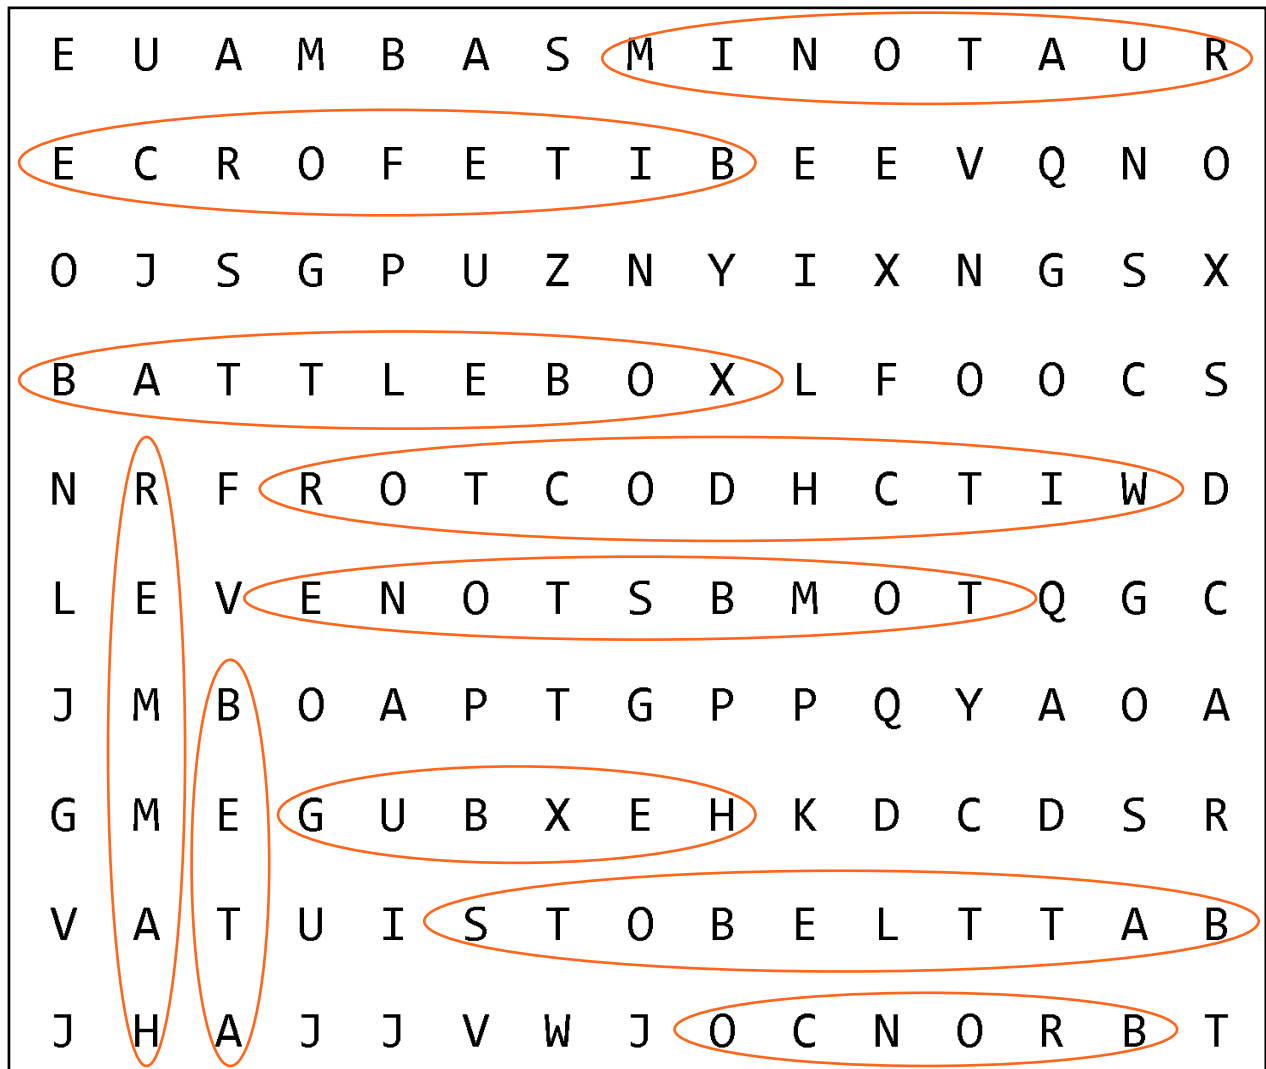 E U A M B A S M I N O T A U R
E C R O F E T I B E E V Q N O
O J S G P U Z N Y I X N G S X
B A T T L E B O X L F O O C S
N R F R O T C O D H C T I W D
L E V E N O T S B M O T Q G C
J M B O A P T G P P Q Y A O A
G M E G U B X E H K D C D S R
V A T U I S T O B E L T T A B
J H A J J V W J O C N O R B T